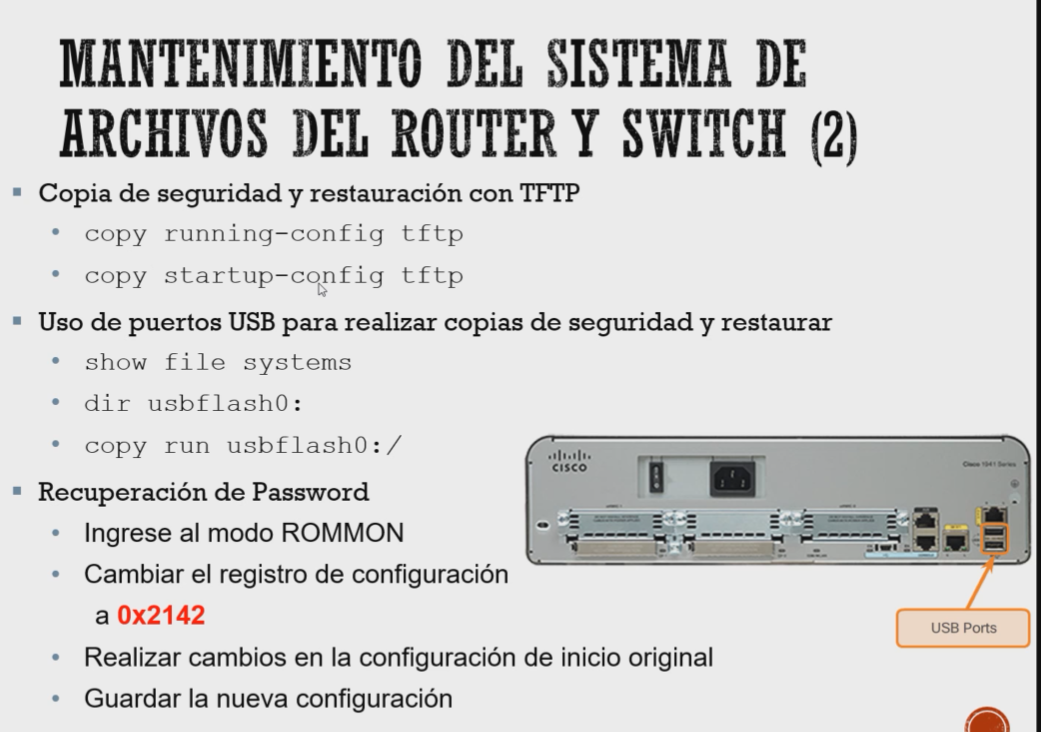 MANTENIMIENTO DEL SISTEMA DE
ARCHIVOS DEL ROUTER Y SWITCH (2)
Copia de seguridad y restauración con TFTP
copy running-config tftp
copy startup-config tftp
Uso de puertos USB para realizar copias de seguridad y restaurar
show file systems
dir usbflash0:
copy run usbflash0:/
Recuperación de Password
Ingrese al modo ROMMON
Cambiar el registro de configuración
a 0x2142
Realizar cambios en la configuración de inicio original
Guardar la nueva configuración
CISCO
Cisco 1941 Series
USB Ports